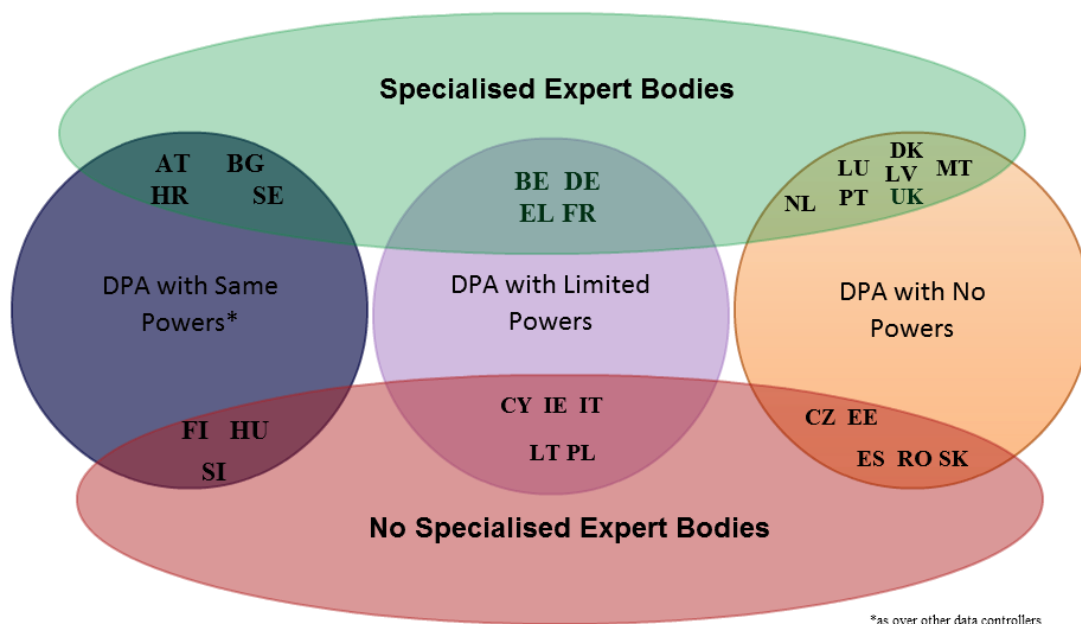 Specialised Expert Bodies
AT BG
HR SE
BE DE
EL FR
DK
LU LV MT
NL PT UK
DPA with Same
Powers*
DPA with Limited
Powers
DPA with No
Powers
FI HU
SI
CY IE IT
LT PL
CZ EE
ES RO SK
No Specialised Expert Bodies
*as over other data controllers